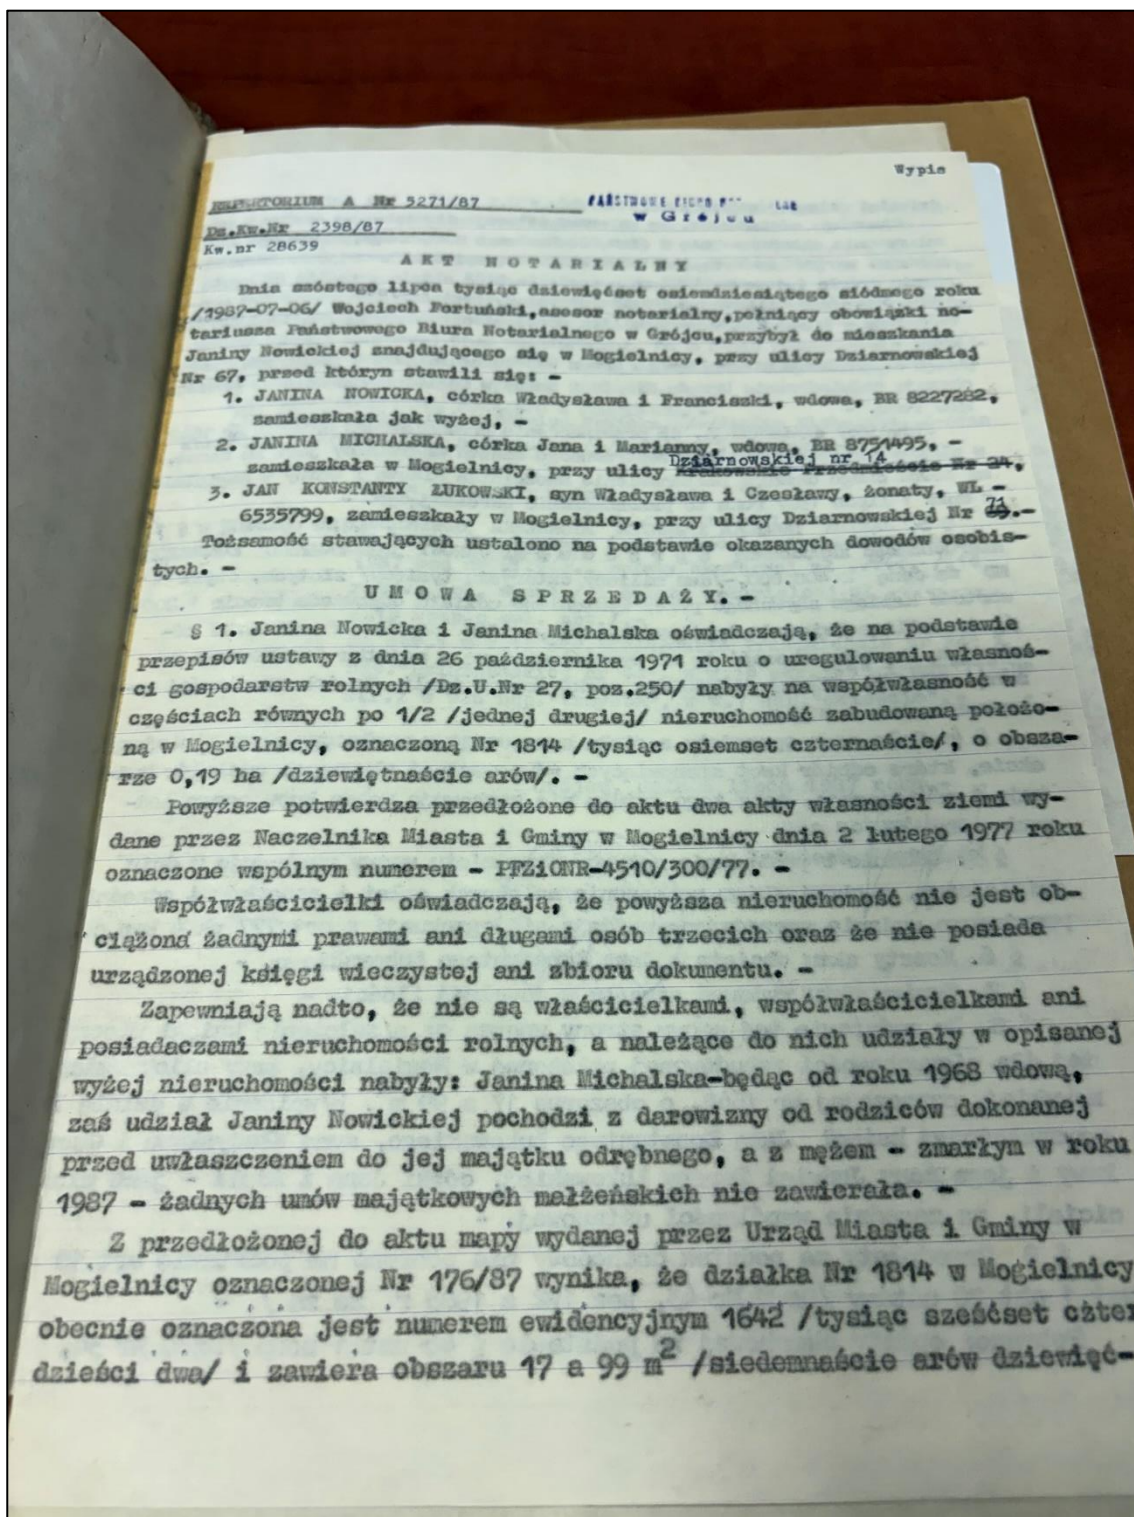 Wypis
REPERTORIUM A Nr 5271/87
PAŃSTWOWE BIURO
w Grójcu
Dz.Kw.Nr 2398/87
Kw.nr 28639
AKT NOTARIALNY
Dnia szóstego lipca tysiąc dziewięćset osiemdziesiątego siódmego roku
/1987-07-06/ Wojciech Fortuński,asesor notarialny,pełniący obowiązki no-
tariusza Państwowego Biura Notarialnego w Grójcu,przybył do mieszkania
Janiny Nowickiej znajdującego się w Mogielnicy, przy ulicy Dziarnowskiej
Nr 67, przed któryn stawili się: -
1. JANINA NOWICKA, córka Władysława i Franciszki, wdowa, BR 8227282,
zamieszkała jak wyżej, -
2. JANINA MICHALSKA, córka Jana i Marianny, wdowa, BR 8751495, -
Dziarnowskiej nr 14
zamieszkała w Mogielnicy, przy ulicy Krakowskie Przedmieście Nr 24,
3. JAN KONSTANTY ŁUKOWSKI, syn Władysława i Czesławy, żonaty, WL -
71
6535799, zamieszkały w Mogielnicy, przy ulicy Dziarnowskiej Nr .-
Tożsamość stawających ustalono na podstawie okazanych dowodów osobis-
tych. -
UMOWA SPRZEDAŻY. -
§ 1. Janina Nowicka i Janina Michalska oświadczają, że na podstawie
przepisów ustawy z dnia 26 października 1971 roku o uregulowaniu własnoś-
ci gospodarstw rolnych /Dz.U.Nr 27, poz.250/ nabyły na współwłasność w
częściach równych po 1/2 /jednej drugiej/ nieruchomość zabudowaną położo-
ną w Mogielnicy, oznaczoną Nr 1814 /tysiąc osiemset czternaście/, o obsza-
rze 0,19 ha /dziewiętnaście arów/. -
Powyższe potwierdza przedłożone do aktu dwa akty własności ziemi wy-
dane przez Naczelnika Miasta i Gminy w Mogielnicy dnia 2 lutego 1977 roku
oznaczone wspólnym numerem - PFZiONR-4510/300/77. -
Współwłaścicielki oświadczają, że powyższa nieruchomość nie jest ob-
ciążona żadnymi prawami ani długami osób trzecich oraz że nie posiada
urządzonej księgi wieczystej ani zbioru dokumentu. -
Zapewniają nadto, że nie są właścicielkami, współwłaścicielkami ani
posiadaczami nieruchomości rolnych, a należące do nich udziały w opisanej
wyżej nieruchomości nabyły: Janina Michalska-będąc od roku 1968 wdową,
zaś udział Janiny Nowickiej pochodzi z darowizny od rodziców dokonanej
przed uwłaszczeniem do jej majątku odrębnego, a z mężem - zmarłym w roku
1987 - żadnych umów majątkowych małżeńskich nie zawierała. -
Z przedłożonej do aktu mapy wydanej przez Urząd Miasta i Gminy w
Mogielnicy oznaczonej Nr 176/87 wynika, że działka Nr 1814 w Mogielnicy
obecnie oznaczona jest numerem ewidencyjnym 1642 /tysiąc sześćset czter
dzieści dwa/ i zawiera obszaru 17 a 99 m² /siedemnaście arów dziewięć-